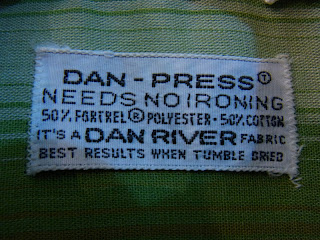 DAN-PRESS Ⓣ
NEEDS NO IRONING
50% FORTREL® POLYESTER · 50% COTTON
IT'S A DAN RIVER FABRIC
BEST RESULTS WHEN TUMBLE DRIED